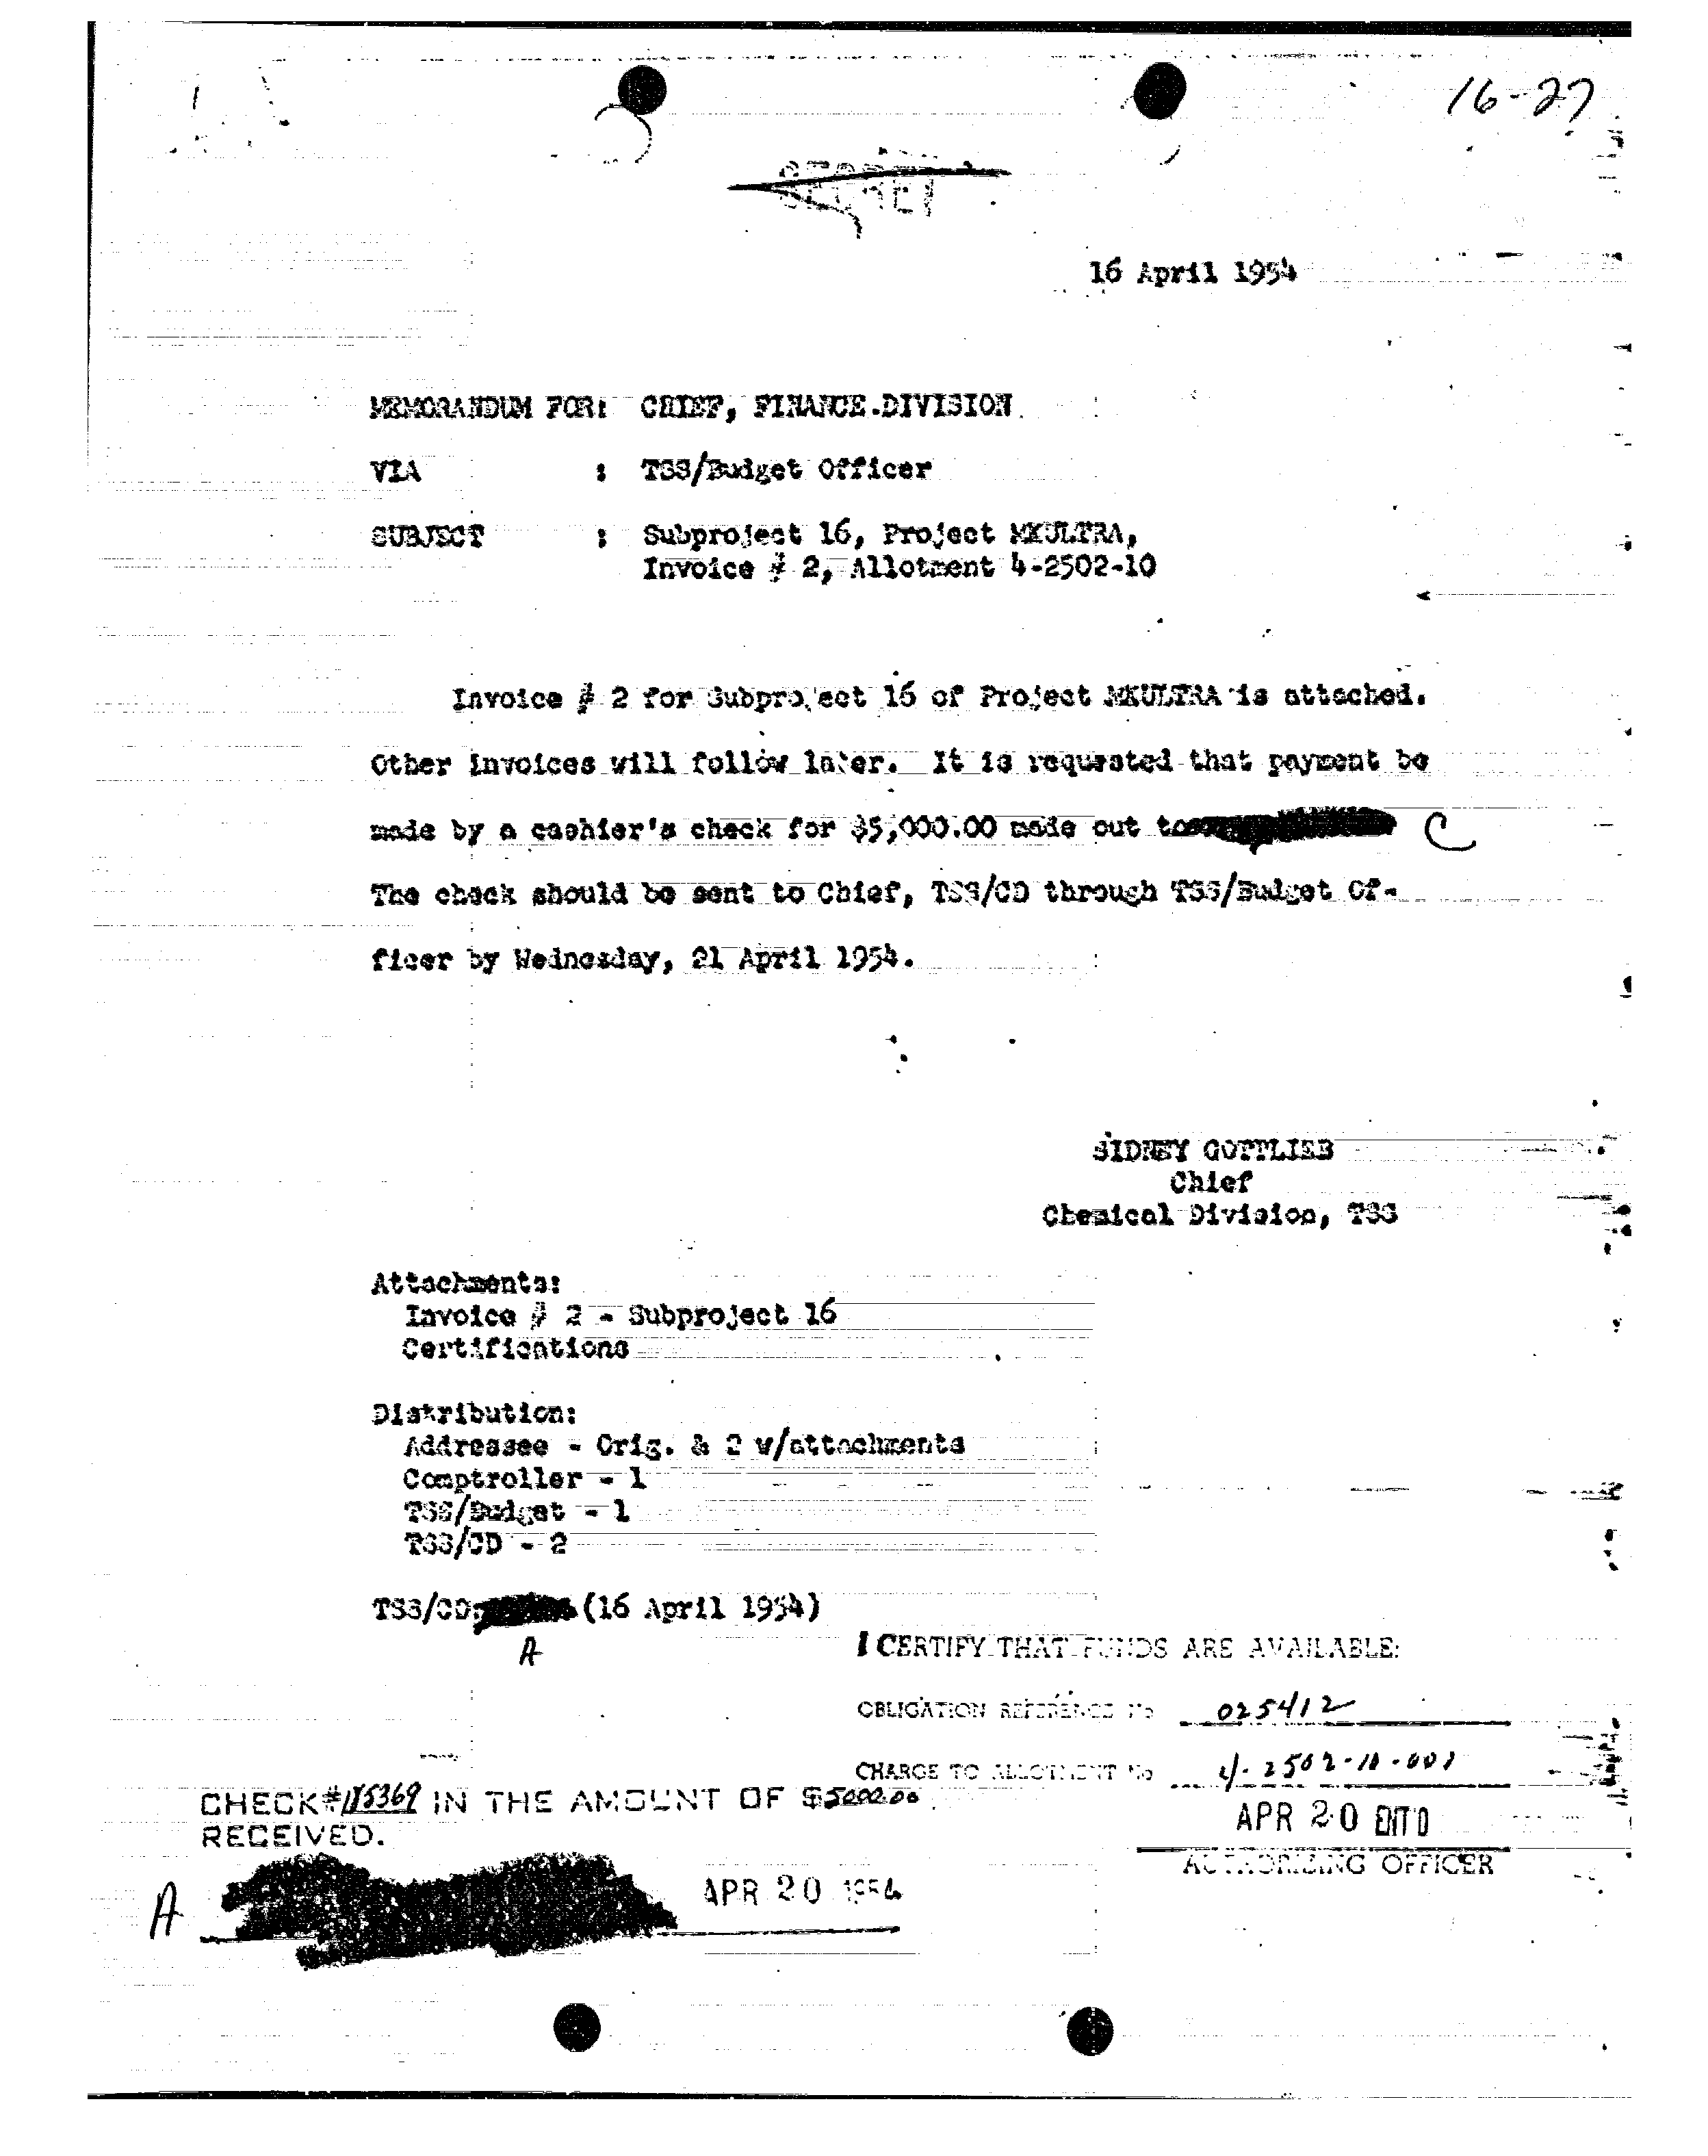 16-27
SECRET
16 April 1954
MEMORANDUM FOR: CHIEF, FINANCE DIVISION
VIA : TSS/Budget Officer
SUBJECT : Subproject 16, Project MKULTRA,
Invoice # 2, Allotment 4-2502-10
Invoice # 2 for Subproject 16 of Project MKULTRA is attached.
Other invoices will follow later. It is requested that payment be
made by a cashier's check for $5,000.00 made out to C
The check should be sent to Chief, TSS/CD through TSS/Budget Of-
ficer by Wednesday, 21 April 1954.
SIDNEY GOTTLIEB
Chief
Chemical Division, TSS
Attachments:
Invoice # 2 - Subproject 16
Certifications
Distribution:
Addressee - Orig. & 2 w/attachments
Comptroller - 1
TSS/Budget - 1
TSS/CD - 2
TSS/CD: (16 April 1954)
A
I CERTIFY THAT FUNDS ARE AVAILABLE:
OBLIGATION REFERENCE No 025412
CHARGE TO ALLOTMENT No 4-2502-10-001
CHECK # IN THE AMOUNT OF $5000.00
RECEIVED.
APR 20 ENT'D
AUTHORIZING OFFICER
A APR 20 1954